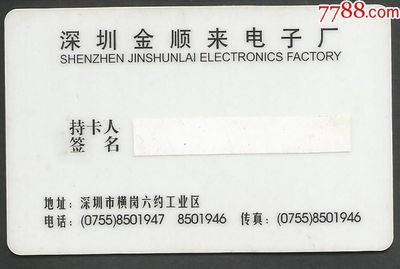 7788.com
深圳金顺来电子厂
SHENZHEN JINSHUNLAI ELECTRONICS FACTORY
持卡人
签名
地址：深圳市横岗六约工业区
电话：(0755)8501947 8501946 传真：(0755)8501946